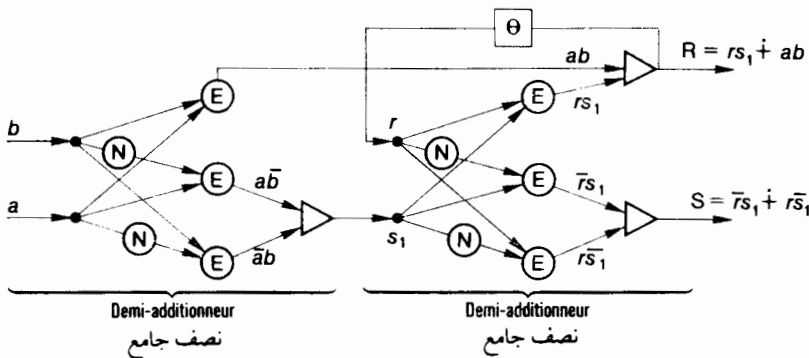 Θ
ab
R = rs₁ ∔ ab
E
E
rs₁
b
r
N
N
E
ab̄
E
r̄s₁
a
s₁
S = r̄s₁ ∔ rs̄₁
N
N
E
āb
E
rs̄₁
Demi-additionneur
Demi-additionneur
نصف جامع
نصف جامع